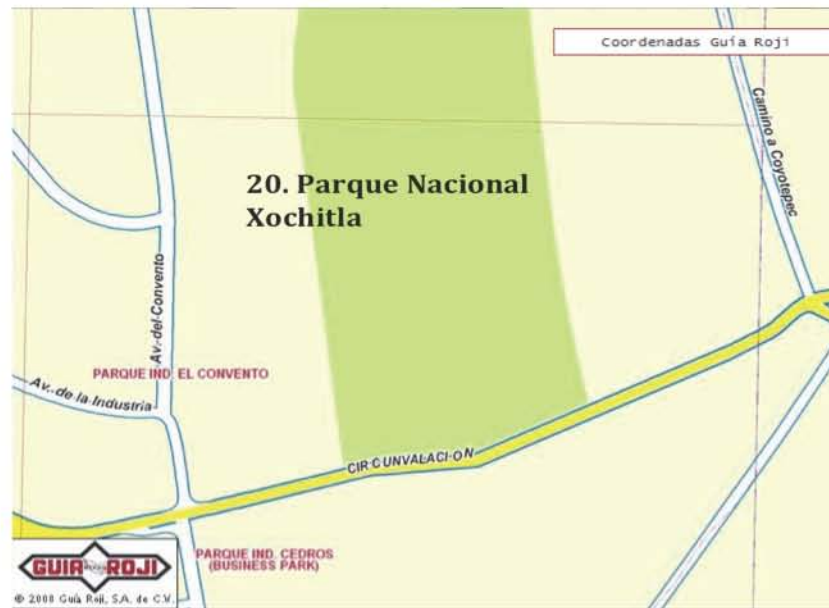 Coordenadas Guía Roji
Camino a Coyotepec
20. Parque Nacional
Xochitla
Av. del Convento
PARQUE IND. EL CONVENTO
Av. de la Industria
CIRCUNVALACION
PARQUE IND. CEDROS
(BUSINESS PARK)
GUIA ROJI
© 2008 Guía Roji, S.A. de C.V.